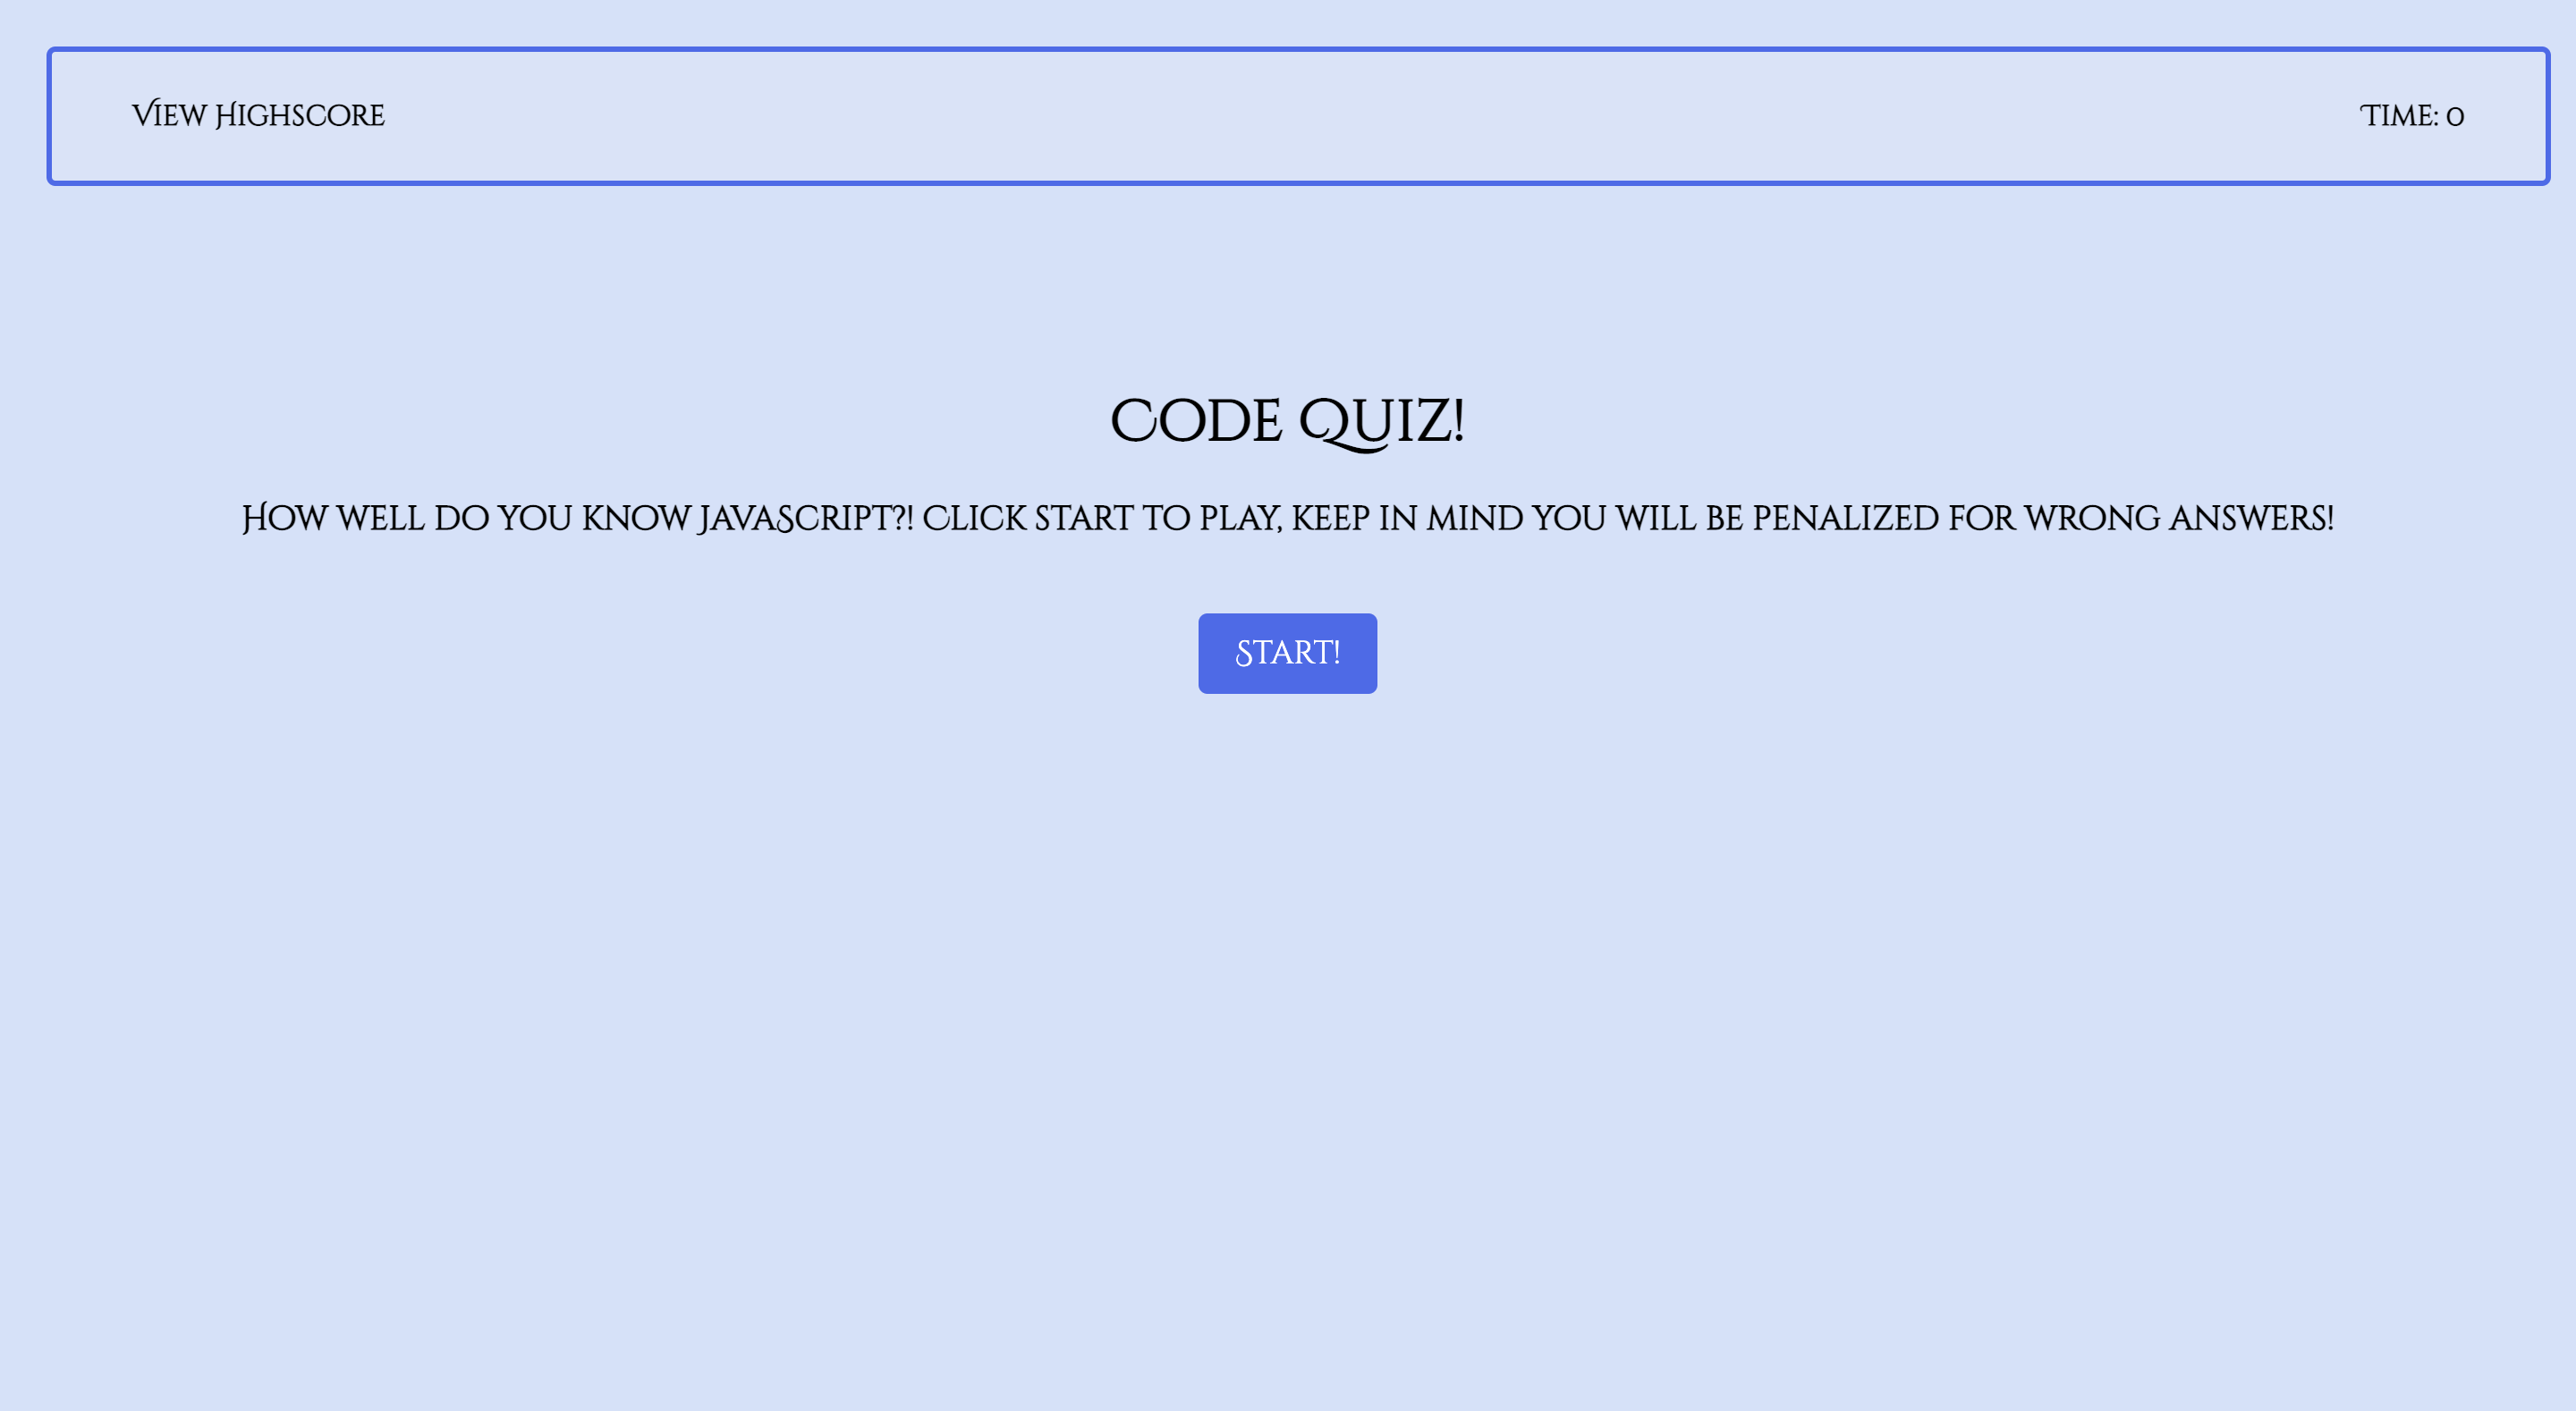 View Highscore
Time: 0
Code Quiz!
How well do you know JavaScript?! Click start to play, keep in mind you will be penalized for wrong answers!
Start!